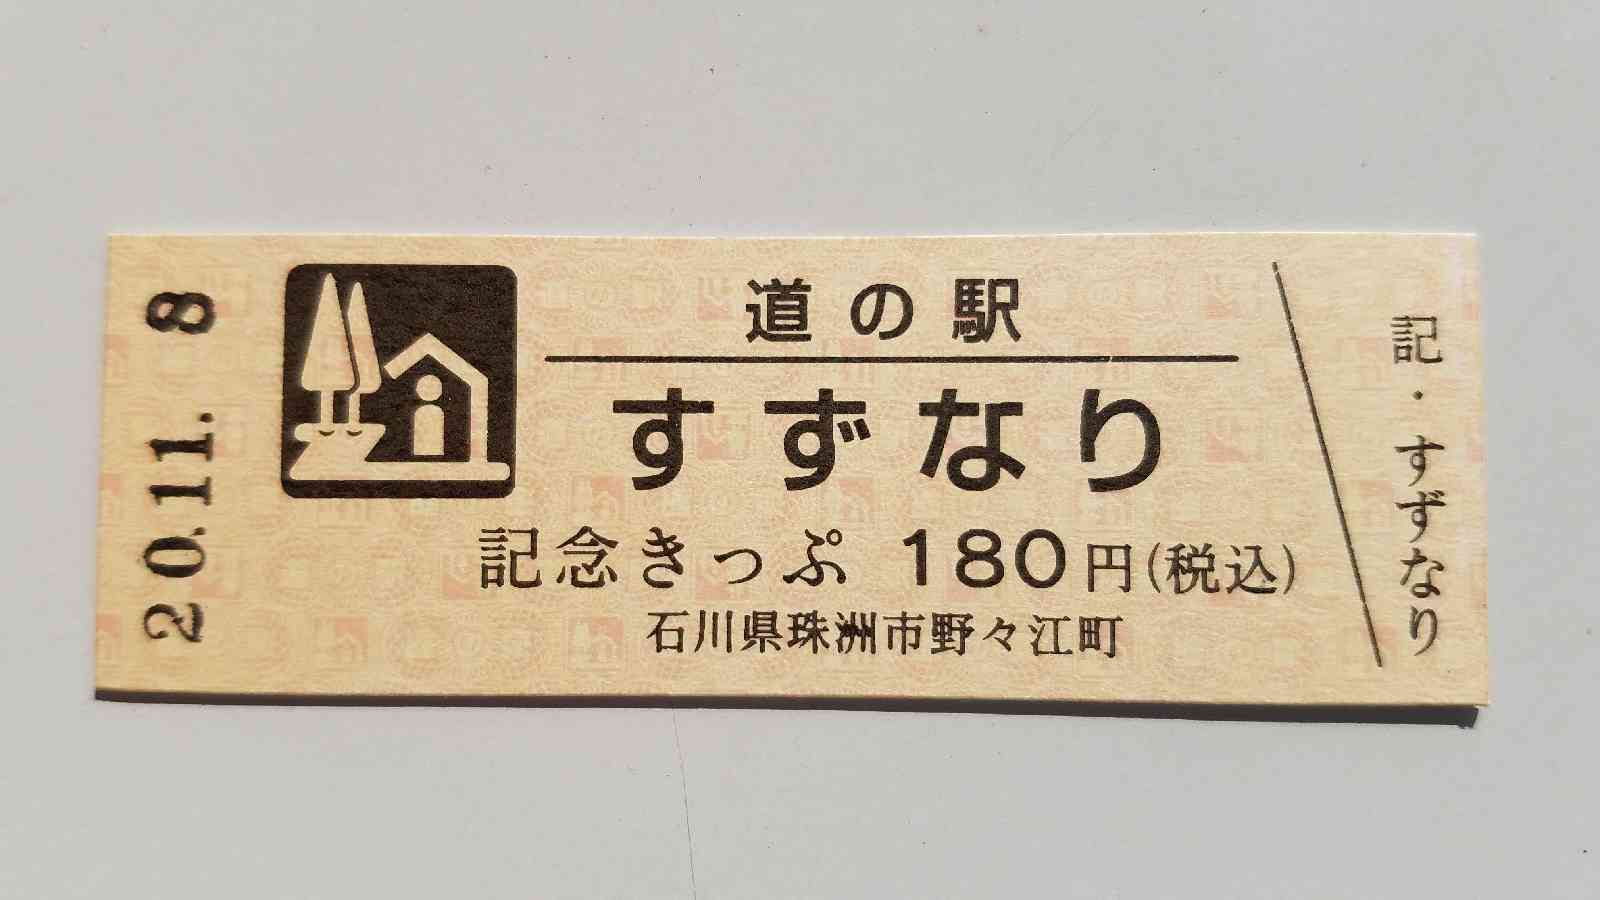 20.11. 8
道の駅
すずなり
記念きっぷ 180円(税込)
石川県珠洲市野々江町
記・すずなり